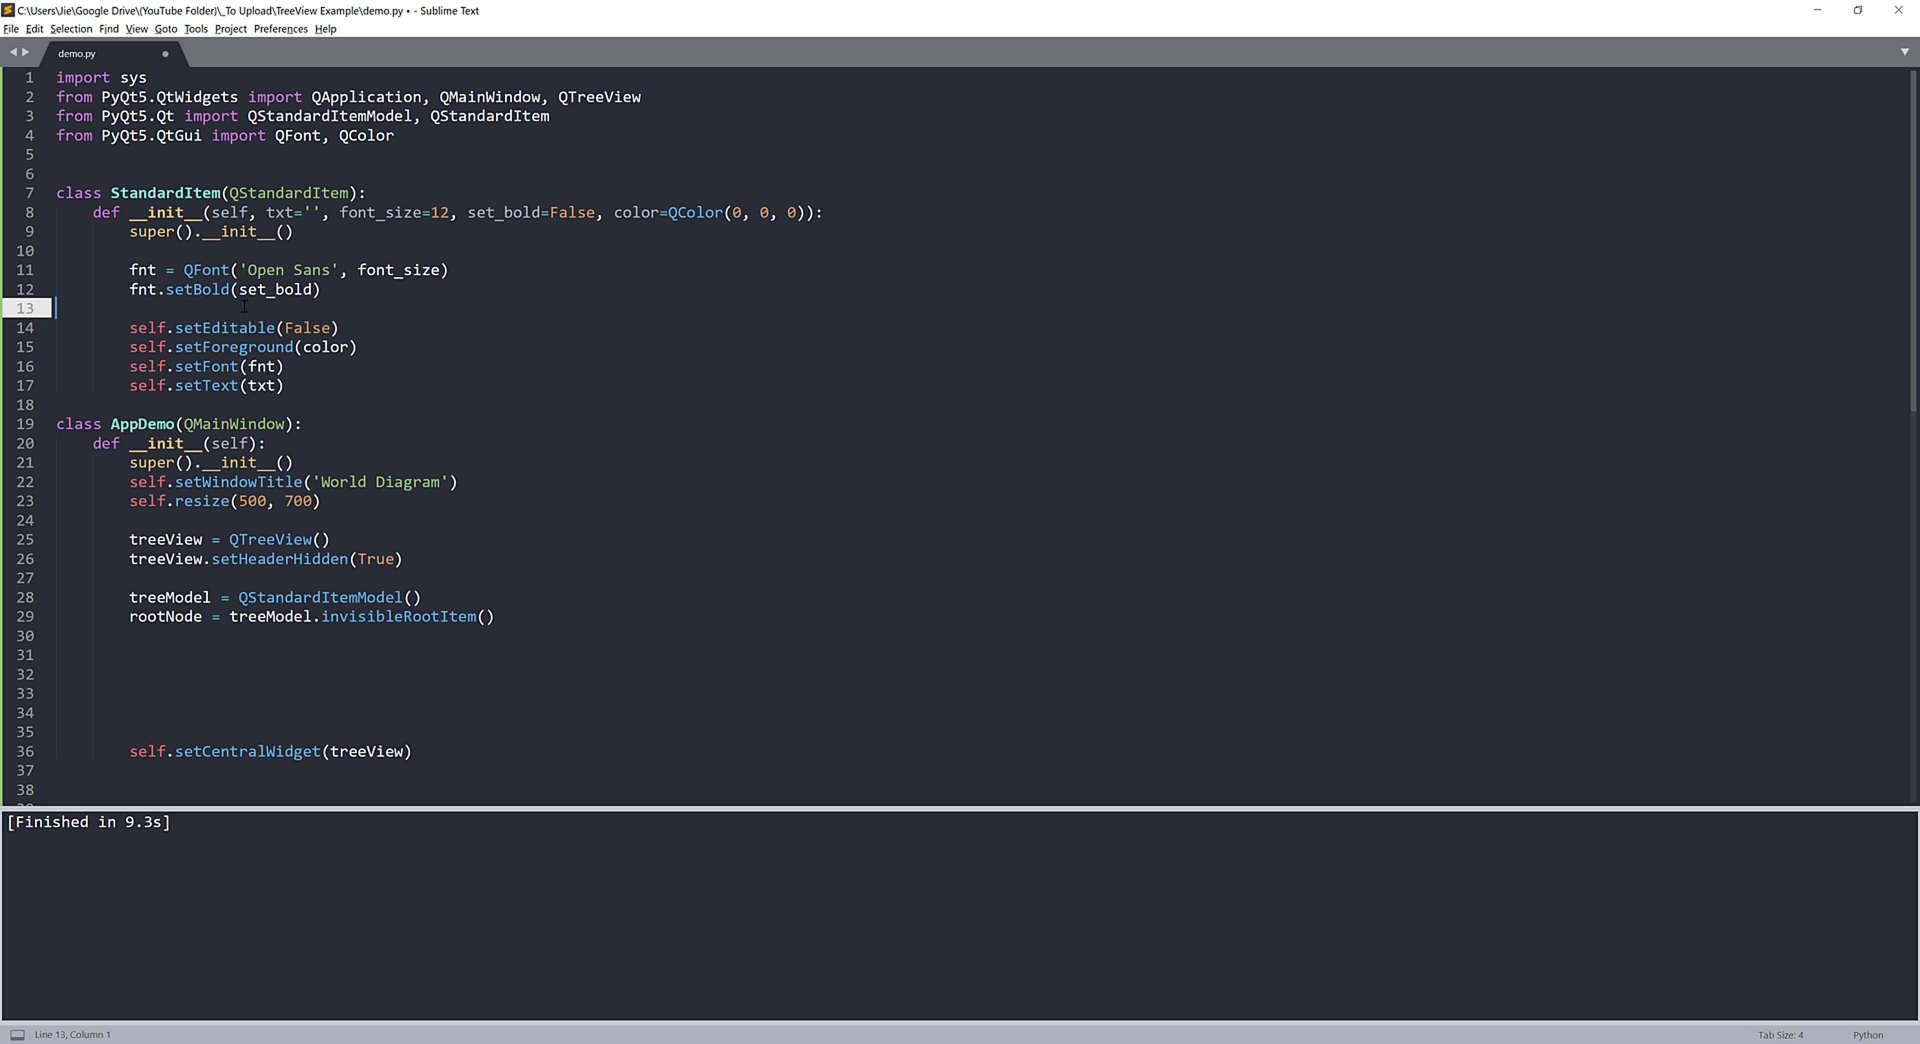 C:\Users\Jie\Google Drive\(YouTube Folder)\_To Upload\TreeView Example\demo.py • - Sublime Text
File Edit Selection Find View Goto Tools Project Preferences Help
demo.py
1 import sys
2 from PyQt5.QtWidgets import QApplication, QMainWindow, QTreeView
3 from PyQt5.Qt import QStandardItemModel, QStandardItem
4 from PyQt5.QtGui import QFont, QColor
5
6
7 class StandardItem(QStandardItem):
8     def __init__(self, txt='', font_size=12, set_bold=False, color=QColor(0, 0, 0)):
9         super().__init__()
10
11         fnt = QFont('Open Sans', font_size)
12         fnt.setBold(set_bold)
13
14         self.setEditable(False)
15         self.setForeground(color)
16         self.setFont(fnt)
17         self.setText(txt)
18
19 class AppDemo(QMainWindow):
20     def __init__(self):
21         super().__init__()
22         self.setWindowTitle('World Diagram')
23         self.resize(500, 700)
24
25         treeView = QTreeView()
26         treeView.setHeaderHidden(True)
27
28         treeModel = QStandardItemModel()
29         rootNode = treeModel.invisibleRootItem()
30
31
32
33
34
35
36         self.setCentralWidget(treeView)
37
38
[Finished in 9.3s]
Line 13, Column 1
Tab Size: 4
Python